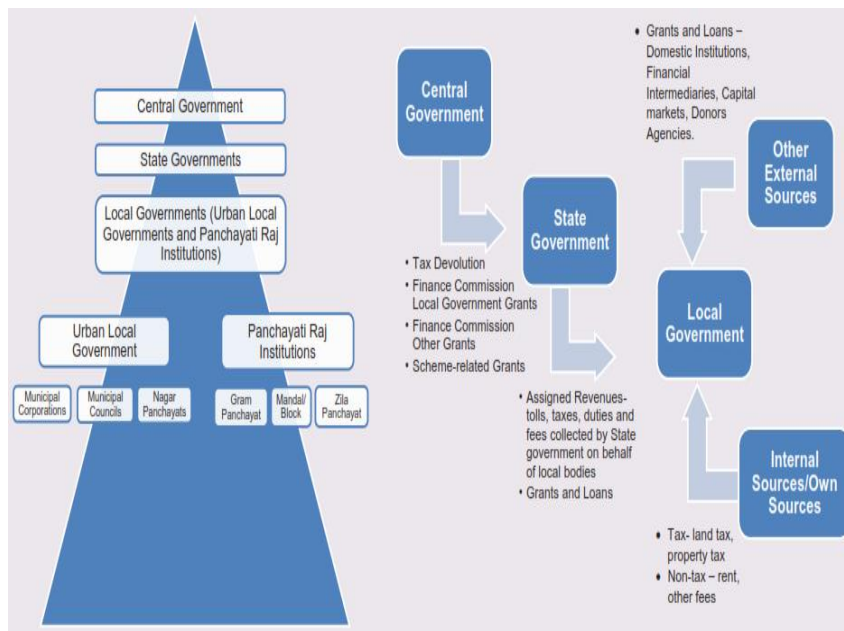 Central Government
State Governments
Local Governments (Urban Local
Governments and Panchayati Raj
Institutions)
Urban Local
Government
Panchayati Raj
Institutions
Municipal
Corporations
Municipal
Councils
Nagar
Panchayats
Gram
Panchayat
Mandal/
Block
Zila
Panchayat
Central
Government
• Tax Devolution
• Finance Commission
Local Government Grants
• Finance Commission
Other Grants
• Scheme-related Grants
State
Government
• Assigned Revenues-
tolls, taxes, duties and
fees collected by State
government on behalf
of local bodies
• Grants and Loans
• Grants and Loans –
Domestic Institutions,
Financial
Intermediaries, Capital
markets, Donors
Agencies.
Other
External
Sources
Local
Government
Internal
Sources/Own
Sources
• Tax- land tax,
property tax
• Non-tax – rent,
other fees